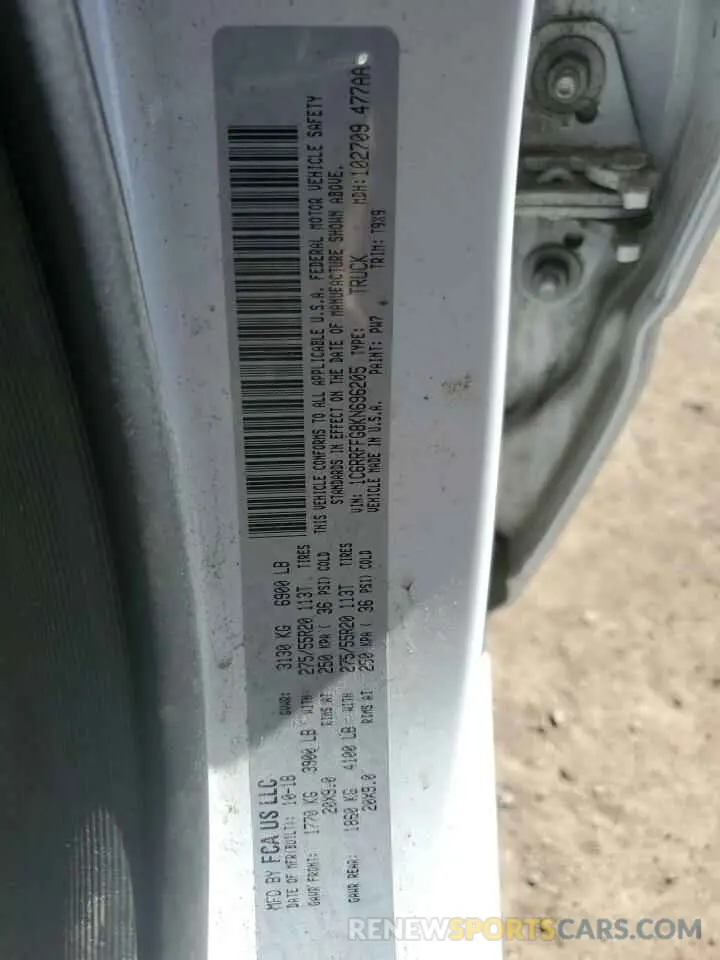 MFD BY FCA US LLC
DATE OF MFR(BUILT): 10-18 GVWR: 3130 KG 6900 LB
GAWR FRONT: 1770 KG 3900 LB WITH 275/55R20 113T TIRES
20X9.0 RIMS AT 250 KPA ( 36 PSI) COLD
GAWR REAR: 1860 KG 4100 LB WITH 275/55R20 113T TIRES
20X9.0 RIMS AT 250 KPA ( 36 PSI) COLD
THIS VEHICLE CONFORMS TO ALL APPLICABLE U.S.A. FEDERAL MOTOR VEHICLE SAFETY
STANDARDS IN EFFECT ON THE DATE OF MANUFACTURE SHOWN ABOVE.
VIN: 1C6RRFFG8KN696205 TYPE: TRUCK MDH: 102709 477AA
VEHICLE MADE IN U.S.A. PAINT: PW7 TRIM: T9X9
RENEWSPORTSCARS.COM